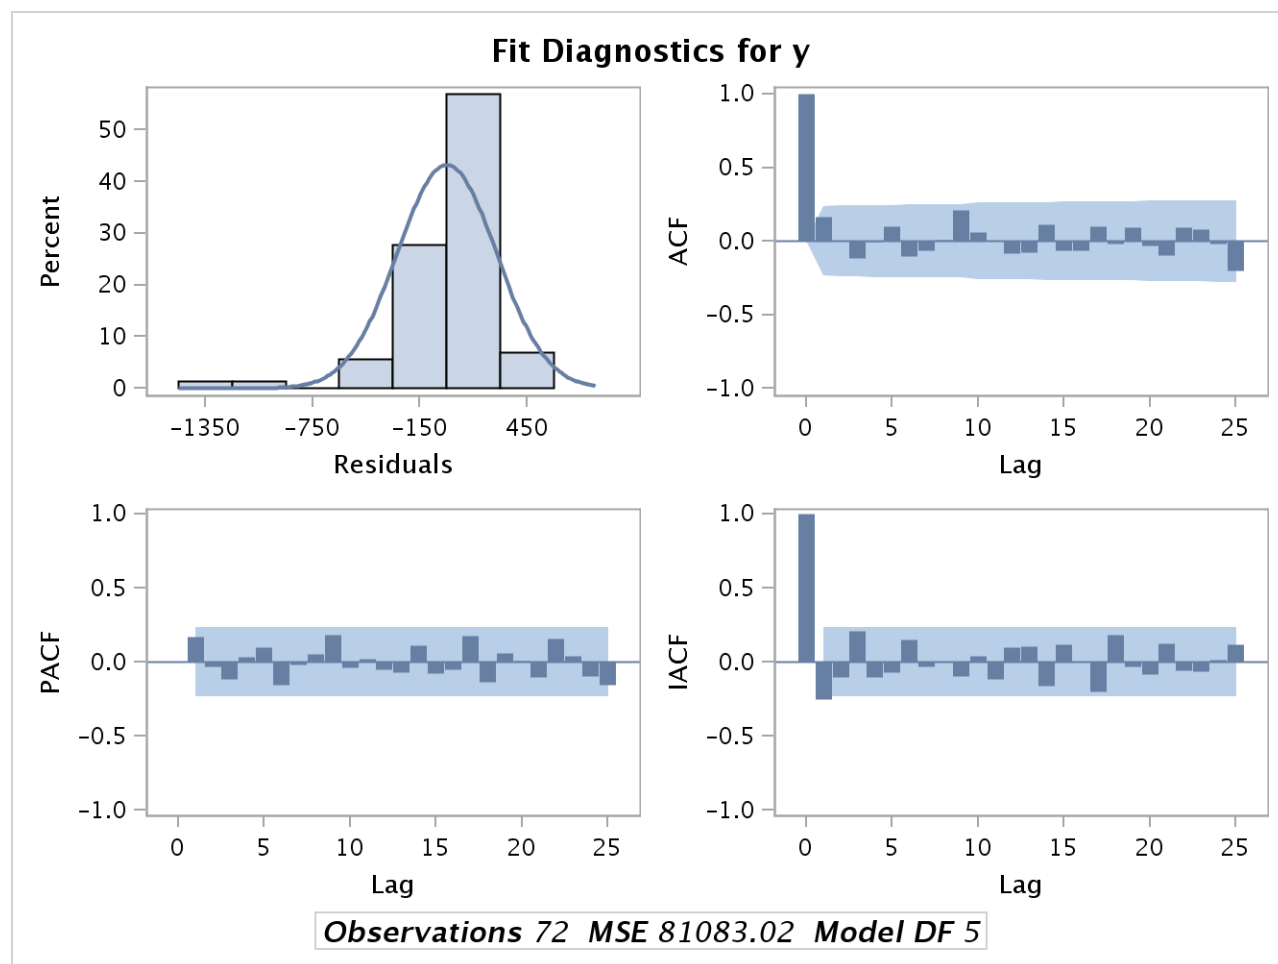 Fit Diagnostics for y
Percent
50
40
30
20
10
0
−1350 −750 −150 450
Residuals
ACF
1.0
0.5
0.0
−0.5
−1.0
0 5 10 15 20 25
Lag
PACF
1.0
0.5
0.0
−0.5
−1.0
0 5 10 15 20 25
Lag
IACF
1.0
0.5
0.0
−0.5
−1.0
0 5 10 15 20 25
Lag
Observations 72 MSE 81083.02 Model DF 5